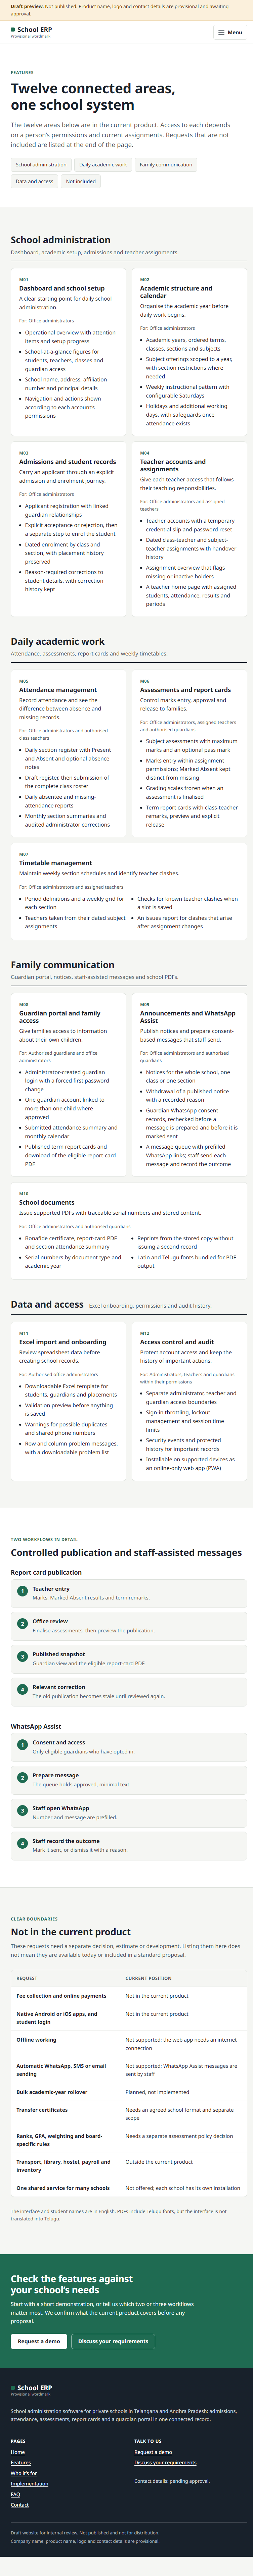 Draft preview. Not published. Product name, logo and contact details are provisional and awaiting
approval.
School ERP
Provisional wordmark
Menu
FEATURES
Twelve connected areas,
one school system
The twelve areas below are in the current product. Access to each depends
on a person's permissions and current assignments. Requests that are not
included are listed at the end of the page.
School administration
Daily academic work
Family communication
Data and access
Not included
School administration
Dashboard, academic setup, admissions and teacher assignments.
M01
Dashboard and school setup
A clear starting point for daily school
administration.
For: Office administrators
• Operational overview with attention
items and setup progress
• School-at-a-glance figures for
students, teachers, classes and
guardian access
• School name, address, affiliation
number and principal details
• Navigation and actions shown
according to each account's
permissions
M02
Academic structure and
calendar
Organise the academic year before
daily work begins.
For: Office administrators
• Academic years, ordered terms,
classes, sections and subjects
• Subject offerings scoped to a year,
with section restrictions where
needed
• Weekly instructional pattern with
configurable Saturdays
• Holidays and additional working
days, with safeguards once
attendance exists
M03
Admissions and student records
Carry an applicant through an explicit
admission and enrolment journey.
For: Office administrators
• Applicant registration with linked
guardian relationships
• Explicit acceptance or rejection, then
a separate step to enrol the student
• Dated enrolment by class and
section, with placement history
preserved
• Reason-required corrections to
student details, with correction
history kept
M04
Teacher accounts and
assignments
Give each teacher access that follows
their teaching responsibilities.
For: Office administrators and assigned
teachers
• Teacher accounts with a temporary
credential slip and password reset
• Dated class-teacher and subject-
teacher assignments with handover
history
• Assignment overview that flags
missing or inactive holders
• A teacher home page with assigned
students, attendance, results and
periods
Daily academic work
Attendance, assessments, report cards and weekly timetables.
M05
Attendance management
Record attendance and see the
difference between absence and
missing records.
For: Office administrators and authorised
class teachers
• Daily section register with Present
and Absent and optional absence
notes
• Draft register, then submission of
the complete class roster
• Daily absentee and missing-
attendance reports
• Monthly section summaries and
audited administrator corrections
M06
Assessments and report cards
Control marks entry, approval and
release to families.
For: Office administrators, assigned teachers
and authorised guardians
• Subject assessments with maximum
marks and an optional pass mark
• Marks entry within assignment
permissions; Marked Absent kept
distinct from missing
• Grading scales frozen when an
assessment is finalised
• Term report cards with class-teacher
remarks, preview and explicit
release
M07
Timetable management
Maintain weekly section schedules and identify teacher clashes.
For: Office administrators and assigned teachers
• Period definitions and a weekly grid for
each section
• Teachers taken from their dated subject
assignments
• Checks for known teacher clashes when
a slot is saved
• An issues report for clashes that arise
after assignment changes
Family communication
Guardian portal, notices, staff-assisted messages and school PDFs.
M08
Guardian portal and family
access
Give families access to information
about their own children.
For: Authorised guardians and office
administrators
• Administrator-created guardian
login with a forced first password
change
• One guardian account linked to
more than one child where
approved
• Submitted attendance summary and
monthly calendar
• Published term report cards and
download of the eligible report-card
PDF
M09
Announcements and WhatsApp
Assist
Publish notices and prepare consent-
based messages that staff send.
For: Office administrators and authorised
guardians
• Notices for the whole school, one
class or one section
• Withdrawal of a published notice
with a recorded reason
• Guardian WhatsApp consent
records, rechecked before a
message is prepared and before it is
marked sent
• A message queue with prefilled
WhatsApp links; staff send each
message and record the outcome
M10
School documents
Issue supported PDFs with traceable serial numbers and stored content.
For: Office administrators and authorised guardians
• Bonafide certificate, report-card PDF
and section attendance summary
• Serial numbers by document type and
academic year
• Reprints from the stored copy without
issuing a second record
• Latin and Telugu fonts bundled for PDF
output
Data and access
Excel onboarding, permissions and audit history.
M11
Excel import and onboarding
Review spreadsheet data before
creating school records.
For: Authorised office administrators
• Downloadable Excel template for
students, guardians and placements
• Validation preview before anything
is saved
• Warnings for possible duplicates
and shared phone numbers
• Row and column problem messages,
with a downloadable problem list
M12
Access control and audit
Protect account access and keep the
history of important actions.
For: Administrators, teachers and guardians
within their permissions
• Separate administrator, teacher and
guardian access boundaries
• Sign-in throttling, lockout
management and session time
limits
• Security events and protected
history for important records
• Installable on supported devices as
an online-only web app (PWA)
TWO WORKFLOWS IN DETAIL
Controlled publication and staff-assisted messages
Report card publication
1
Teacher entry
Marks, Marked Absent results and term remarks.
2
Office review
Finalise assessments, then preview the publication.
3
Published snapshot
Guardian view and the eligible report-card PDF.
4
Relevant correction
The old publication becomes stale until reviewed again.
WhatsApp Assist
1
Consent and access
Only eligible guardians who have opted in.
2
Prepare message
The queue holds approved, minimal text.
3
Staff open WhatsApp
Number and message are prefilled.
4
Staff record the outcome
Mark it sent, or dismiss it with a reason.
CLEAR BOUNDARIES
Not in the current product
These requests need a separate decision, estimate or development. Listing them here does
not mean they are available today or included in a standard proposal.
REQUEST
CURRENT POSITION
Fee collection and online payments
Not in the current product
Native Android or iOS apps, and
student login
Not in the current product
Offline working
Not supported; the web app needs an internet
connection
Automatic WhatsApp, SMS or email
sending
Not supported; WhatsApp Assist messages are
sent by staff
Bulk academic-year rollover
Planned, not implemented
Transfer certificates
Needs an agreed school format and separate
scope
Ranks, GPA, weighting and board-
specific rules
Needs a separate assessment policy decision
Transport, library, hostel, payroll and
inventory
Outside the current product
One shared service for many schools
Not offered; each school has its own installation
The interface and student names are in English. PDFs include Telugu fonts, but the interface is not
translated into Telugu.
Check the features against
your school's needs
Start with a short demonstration, or tell us which two or three workflows
matter most. We confirm what the current product covers before any
proposal.
Request a demo
Discuss your requirements
School ERP
Provisional wordmark
School administration software for private schools in Telangana and Andhra Pradesh: admissions,
attendance, assessments, report cards and a guardian portal in one connected record.
PAGES
Home
Features
Who it's for
Implementation
FAQ
Contact
TALK TO US
Request a demo
Discuss your requirements
Contact details: pending approval.
Draft website for internal review. Not published and not for distribution.
Company name, product name, logo and contact details are provisional.